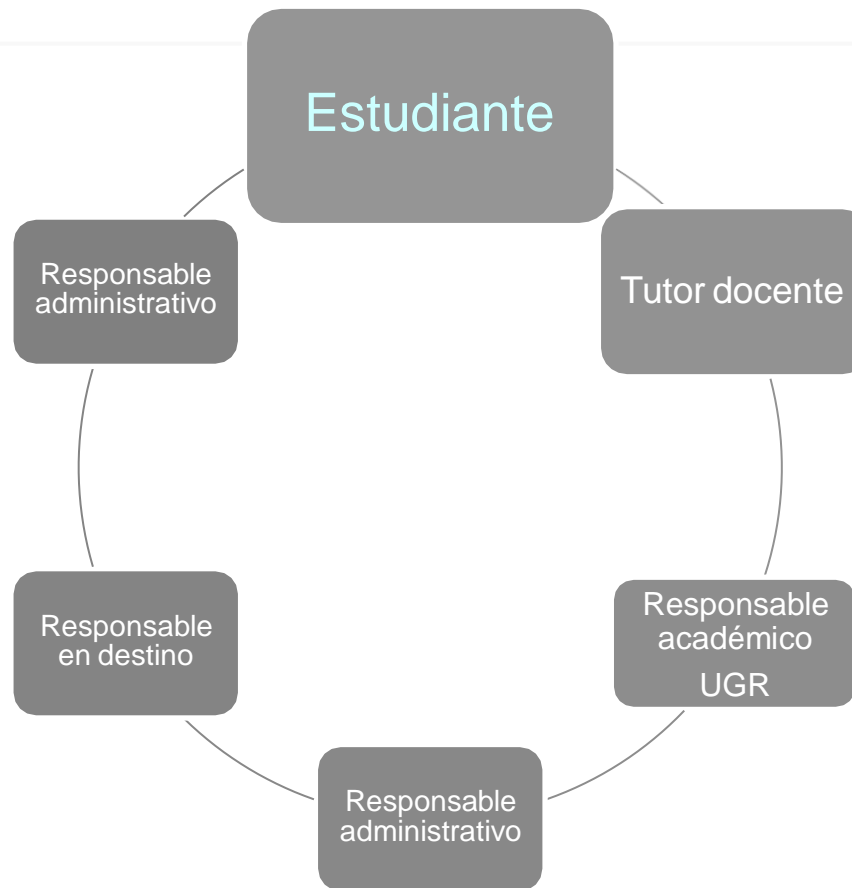 Estudiante
Tutor docente
Responsable
académico
UGR
Responsable
administrativo
Responsable
en destino
Responsable
administrativo